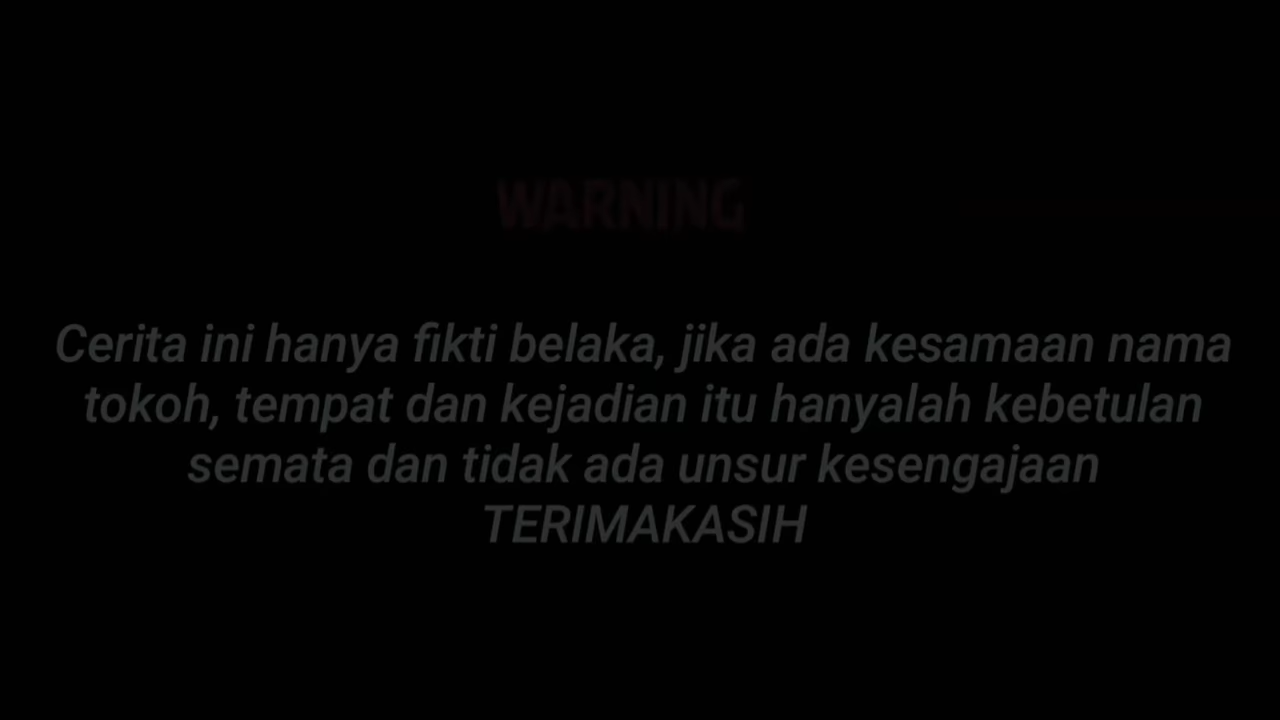 WARNING
Cerita ini hanya fikti belaka, jika ada kesamaan nama
tokoh, tempat dan kejadian itu hanyalah kebetulan
semata dan tidak ada unsur kesengajaan
TERIMAKASIH